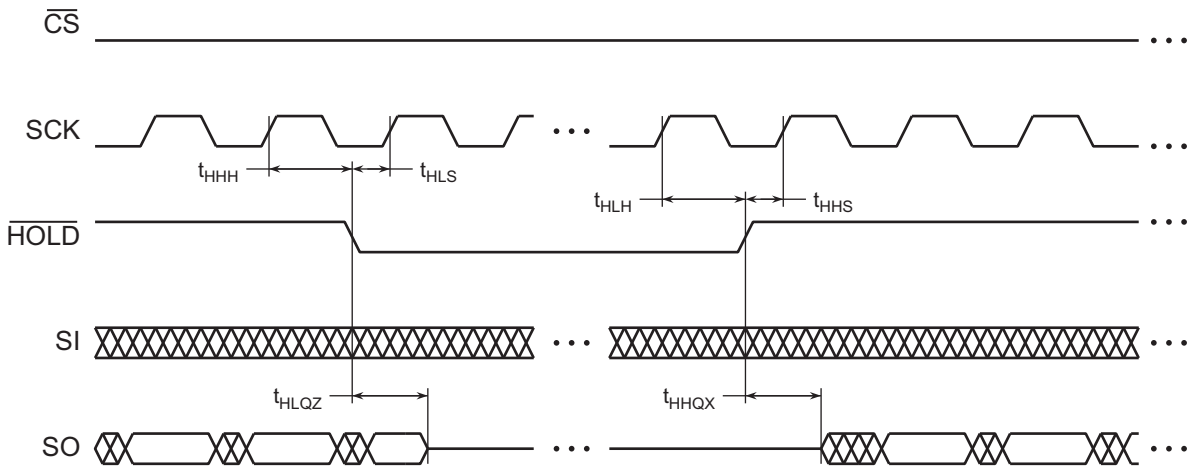 CS
SCK
tHHH
tHLS
tHLH
tHHS
HOLD
SI
tHLQZ
tHHQX
SO